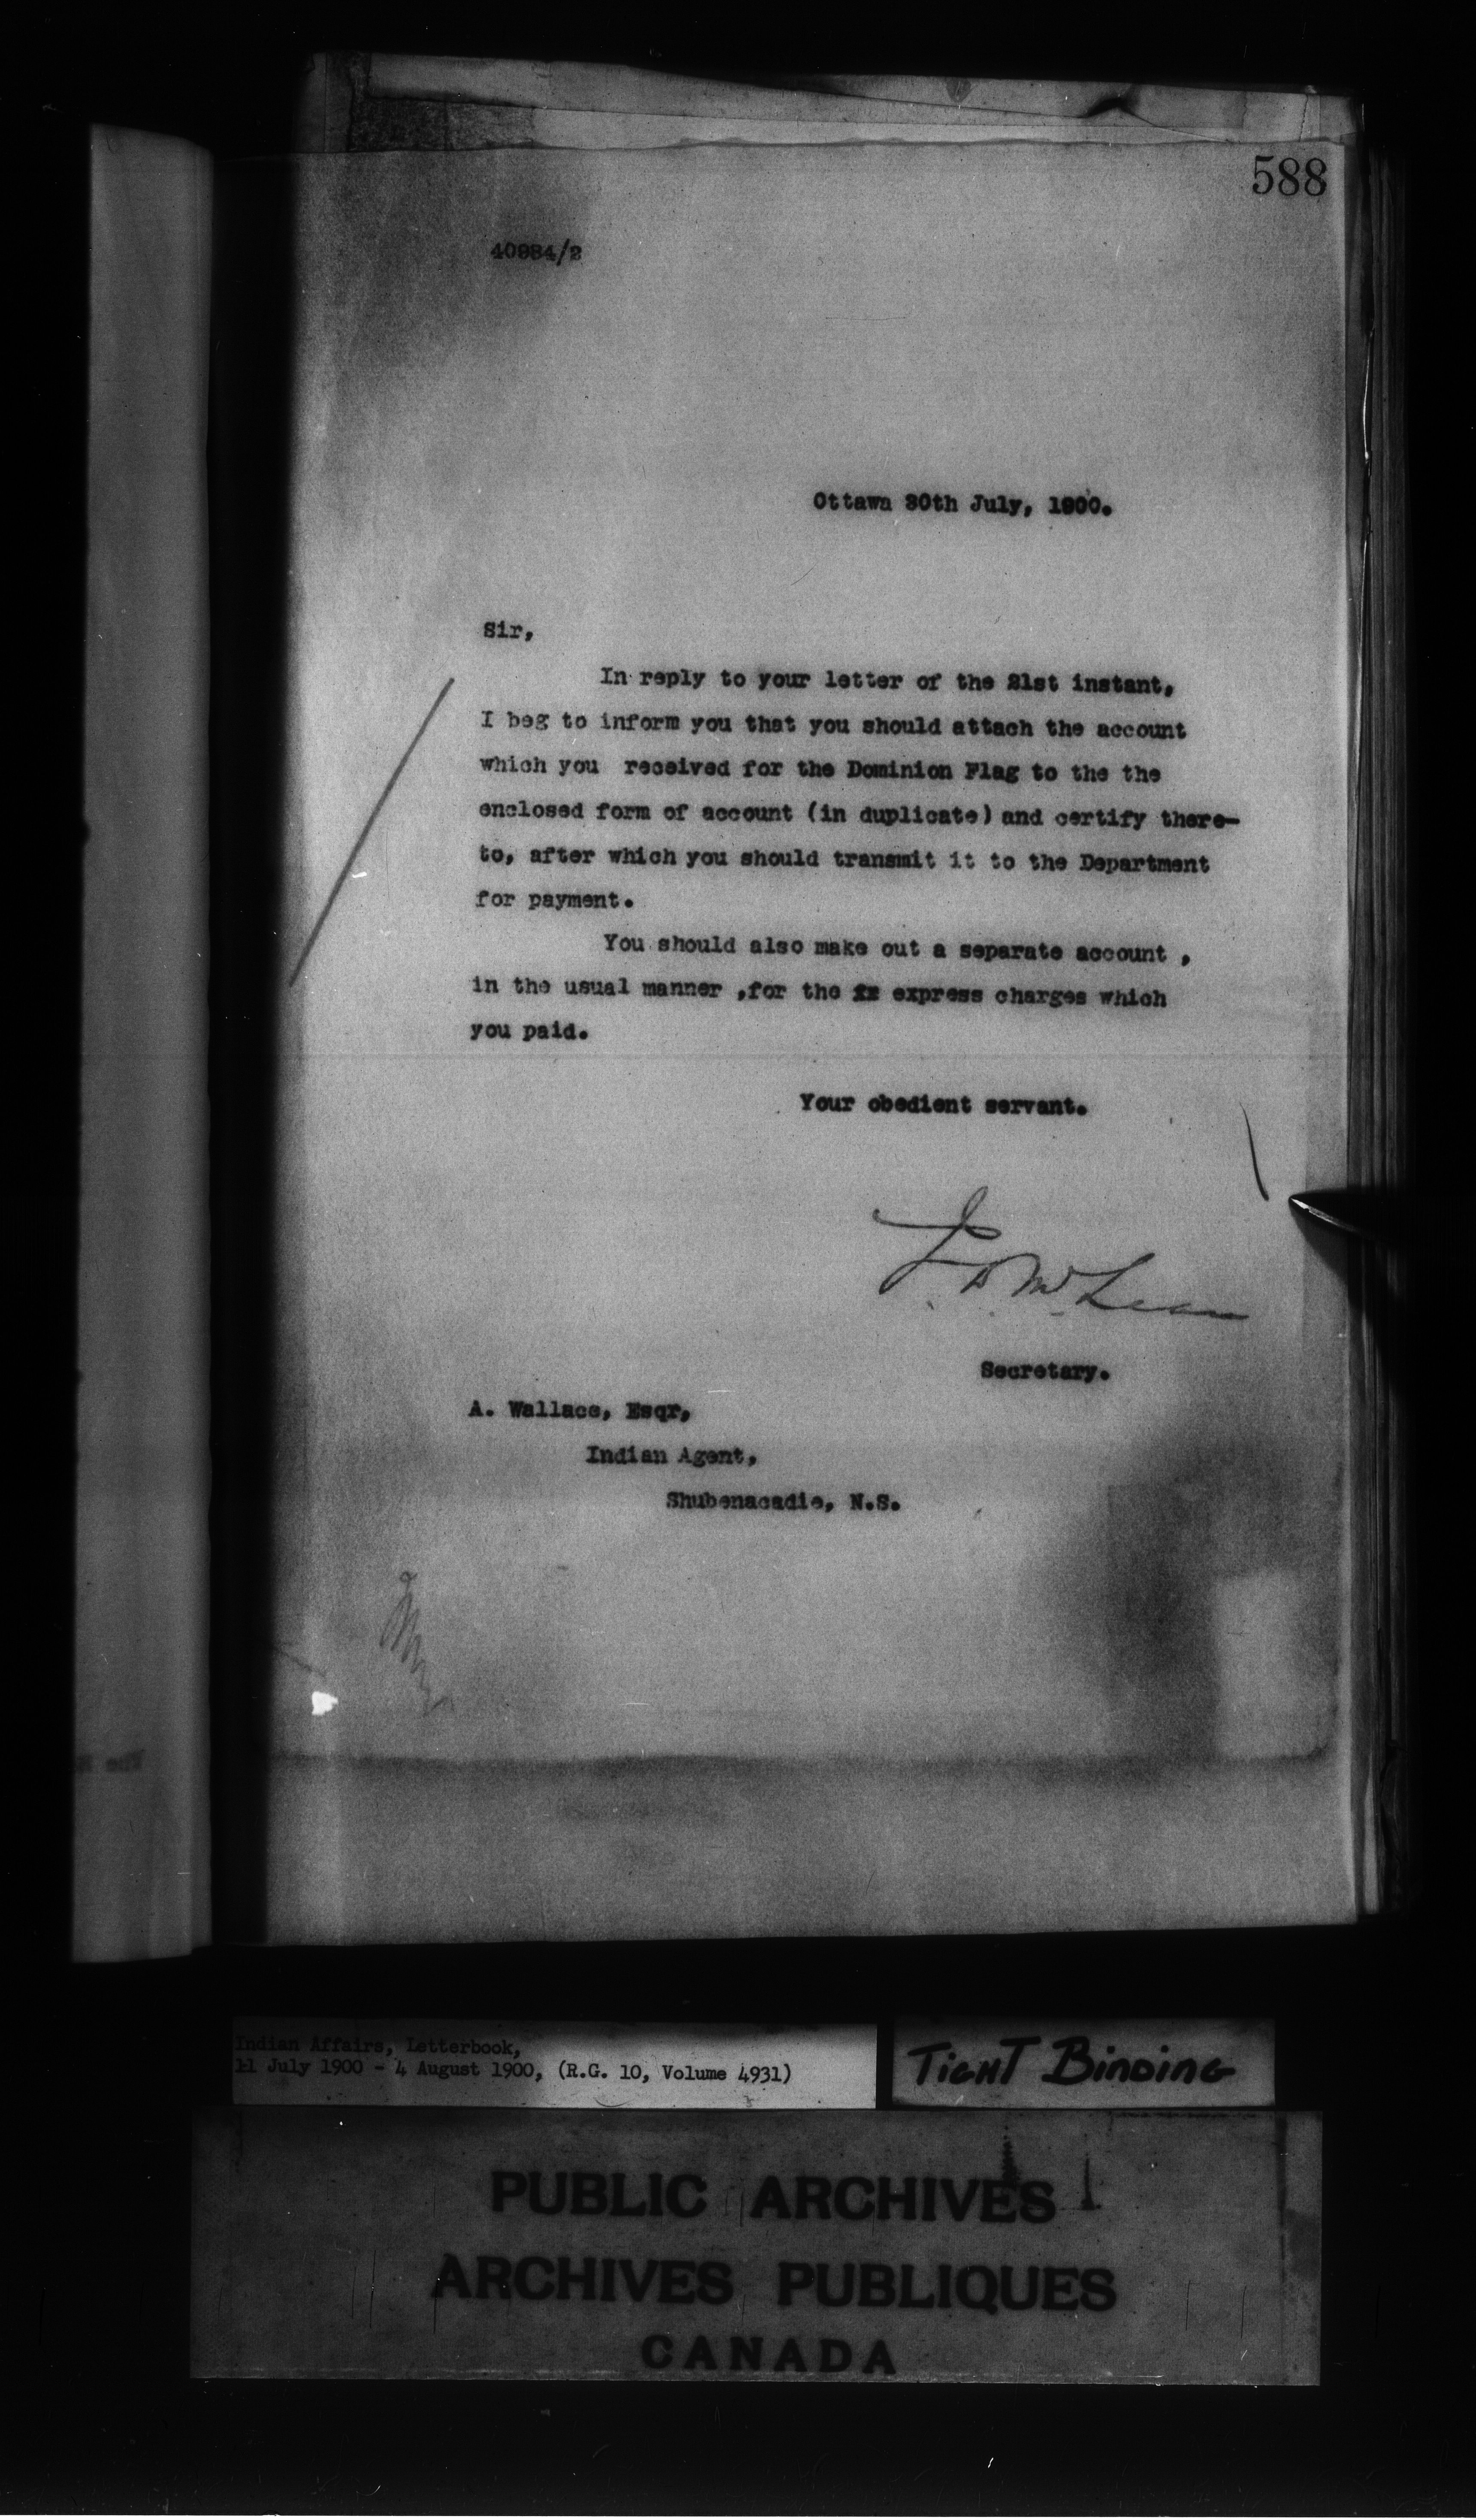 588
40984/2
Ottawa 30th July, 1900.
Sir,
In reply to your letter of the 21st instant,
I beg to inform you that you should attach the account
which you received for the Dominion Flag to the the
enclosed form of account (in duplicate) and certify there-
to, after which you should transmit it to the Department
for payment.
You should also make out a separate account ,
in the usual manner ,for the express charges which
you paid.
Your obedient servant.
J. D. McLean
Secretary.
A. Wallace, Esqr,
Indian Agent,
Shubenacadie, N.S.
Indian Affairs, Letterbook,
11 July 1900 - 4 August 1900, (R.G. 10, Volume 4931)
TIGHT BINDING
PUBLIC ARCHIVES
ARCHIVES PUBLIQUES
CANADA